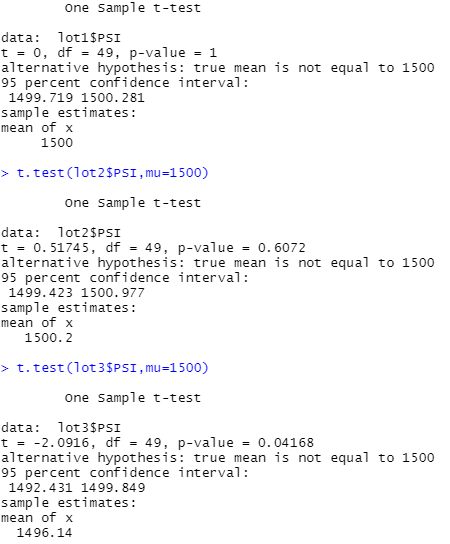 One Sample t-test
data: lot1$PSI
t = 0, df = 49, p-value = 1
alternative hypothesis: true mean is not equal to 1500
95 percent confidence interval:
1499.719 1500.281
sample estimates:
mean of x
1500
> t.test(lot2$PSI,mu=1500)
One Sample t-test
data: lot2$PSI
t = 0.51745, df = 49, p-value = 0.6072
alternative hypothesis: true mean is not equal to 1500
95 percent confidence interval:
1499.423 1500.977
sample estimates:
mean of x
1500.2
> t.test(lot3$PSI,mu=1500)
One Sample t-test
data: lot3$PSI
t = -2.0916, df = 49, p-value = 0.04168
alternative hypothesis: true mean is not equal to 1500
95 percent confidence interval:
1492.431 1499.849
sample estimates:
mean of x
1496.14